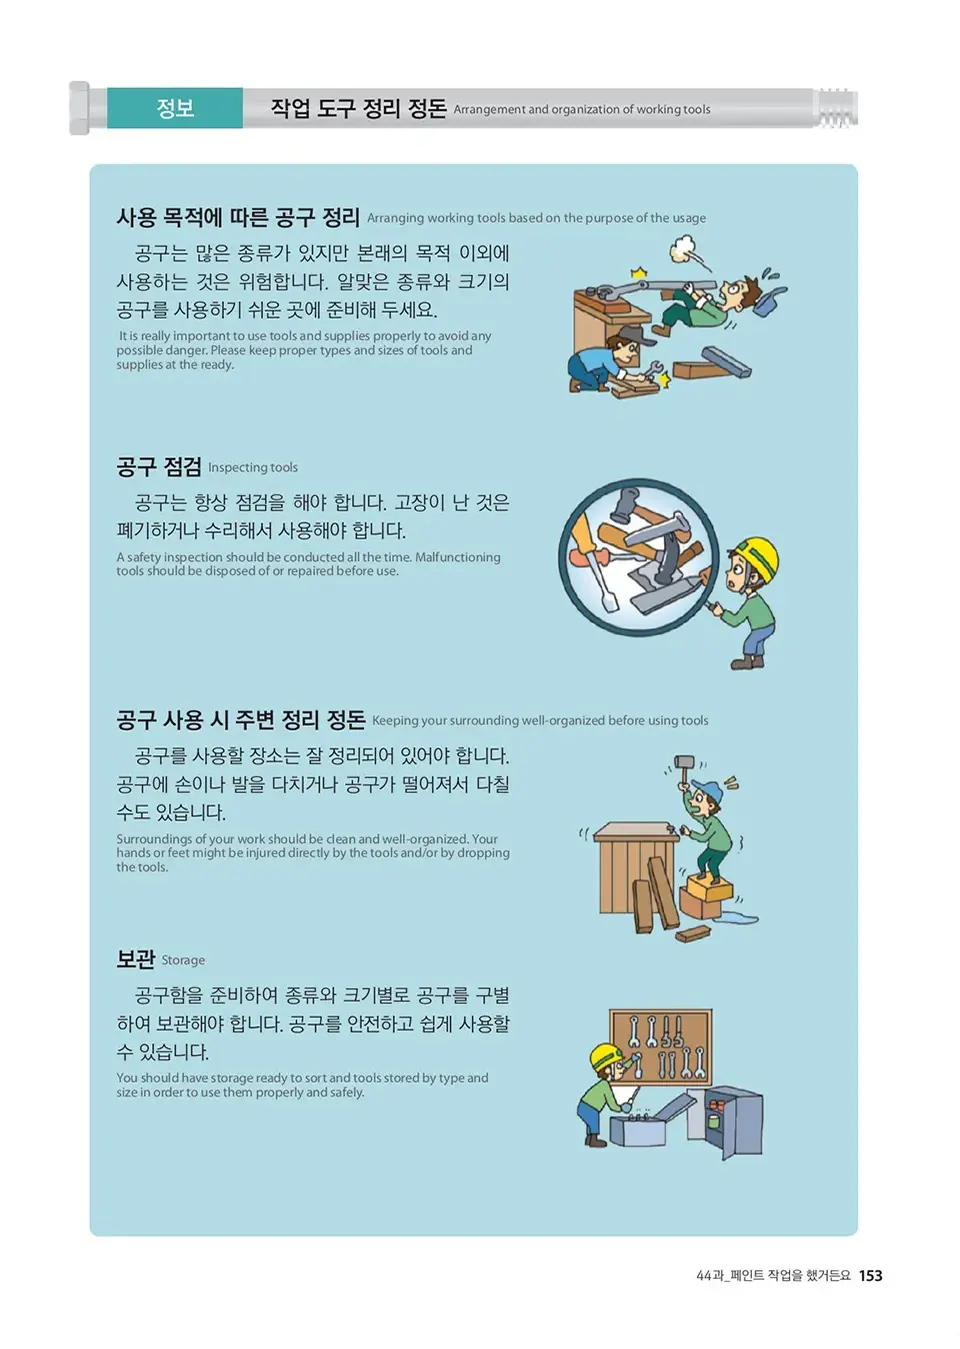 정보
작업 도구 정리 정돈 Arrangement and organization of working tools
사용 목적에 따른 공구 정리 Arranging working tools based on the purpose of the usage
공구는 많은 종류가 있지만 본래의 목적 이외에
사용하는 것은 위험합니다. 알맞은 종류와 크기의
공구를 사용하기 쉬운 곳에 준비해 두세요.
It is really important to use tools and supplies properly to avoid any
possible danger. Please keep proper types and sizes of tools and
supplies at the ready.
공구 점검 Inspecting tools
공구는 항상 점검을 해야 합니다. 고장이 난 것은
폐기하거나 수리해서 사용해야 합니다.
A safety inspection should be conducted all the time. Malfunctioning
tools should be disposed of or repaired before use.
공구 사용 시 주변 정리 정돈 Keeping your surrounding well-organized before using tools
공구를 사용할 장소는 잘 정리되어 있어야 합니다.
공구에 손이나 발을 다치거나 공구가 떨어져서 다칠
수도 있습니다.
Surroundings of your work should be clean and well-organized. Your
hands or feet might be injured directly by the tools and/or by dropping
the tools.
보관 Storage
공구함을 준비하여 종류와 크기별로 공구를 구별
하여 보관해야 합니다. 공구를 안전하고 쉽게 사용할
수 있습니다.
You should have storage ready to sort and tools stored by type and
size in order to use them properly and safely.
44과_페인트 작업을 했거든요 153